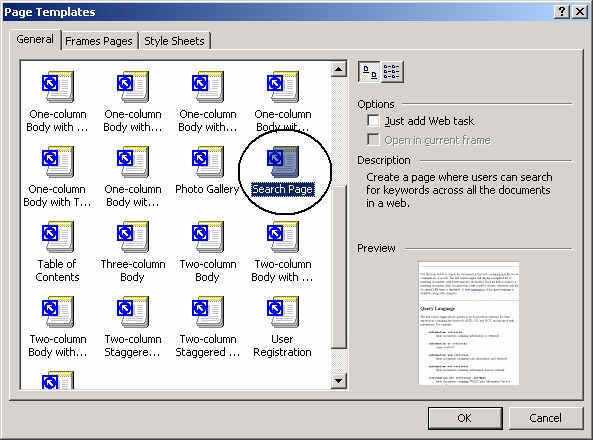 Page Templates
General Frames Pages Style Sheets
One-column One-column One-column One-column
Body with ... Body with... Body with... Body wit...
One-column One-column Photo Gallery Search Page
Body with T... Body wit...
Table of Three-column Two-column Two-column
Contents Body Body Body with...
Two-column Two-column Two-column User
Body with... Staggere... Staggered ... Registration
Options
Just add Web task
Open in current frame
Description
Create a page where users can search
for keywords across all the documents
in a web.
Preview
Query Language
OK Cancel